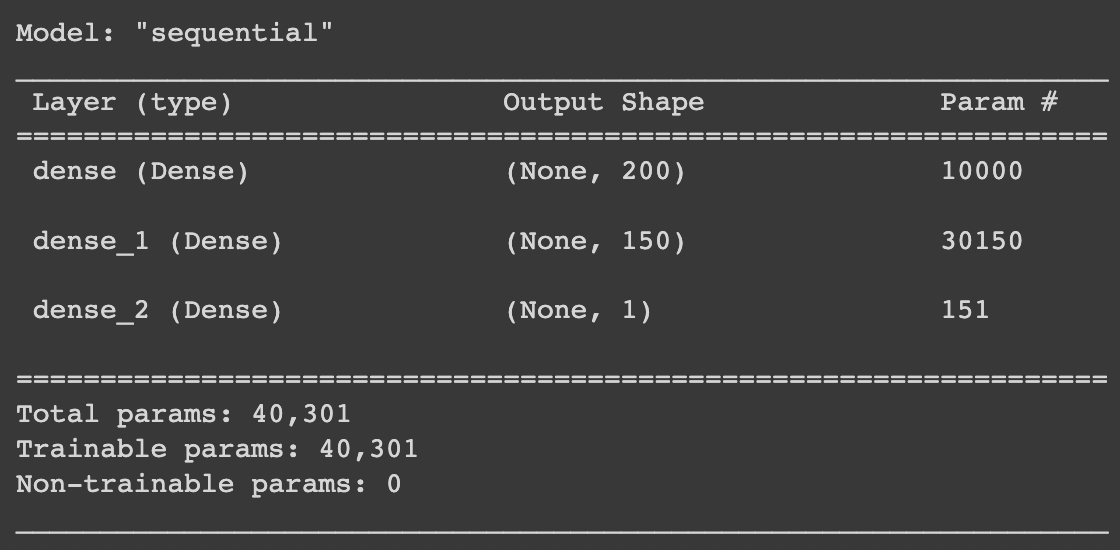 Model: "sequential"
Layer (type) Output Shape Param #
=================================================================
dense (Dense) (None, 200) 10000
dense_1 (Dense) (None, 150) 30150
dense_2 (Dense) (None, 1) 151
=================================================================
Total params: 40,301
Trainable params: 40,301
Non-trainable params: 0